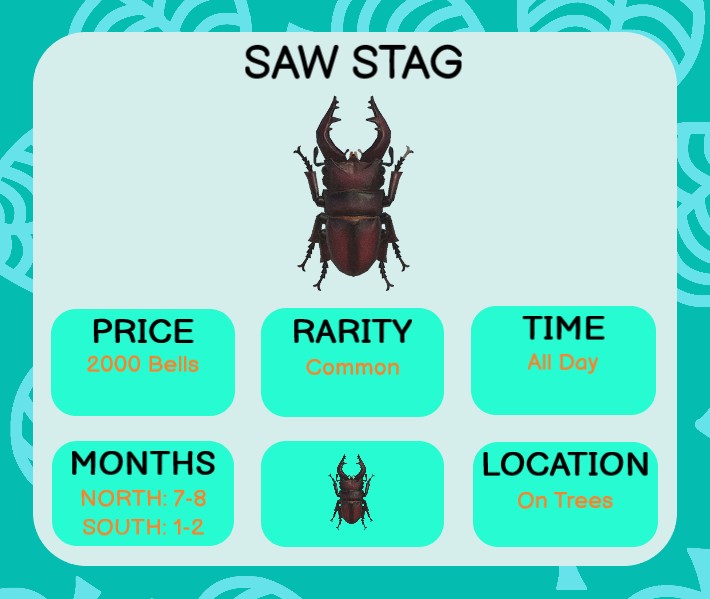 SAW STAG
PRICE
2000 Bells
RARITY
Common
TIME
All Day
MONTHS
NORTH: 7-8
SOUTH: 1-2
LOCATION
On Trees